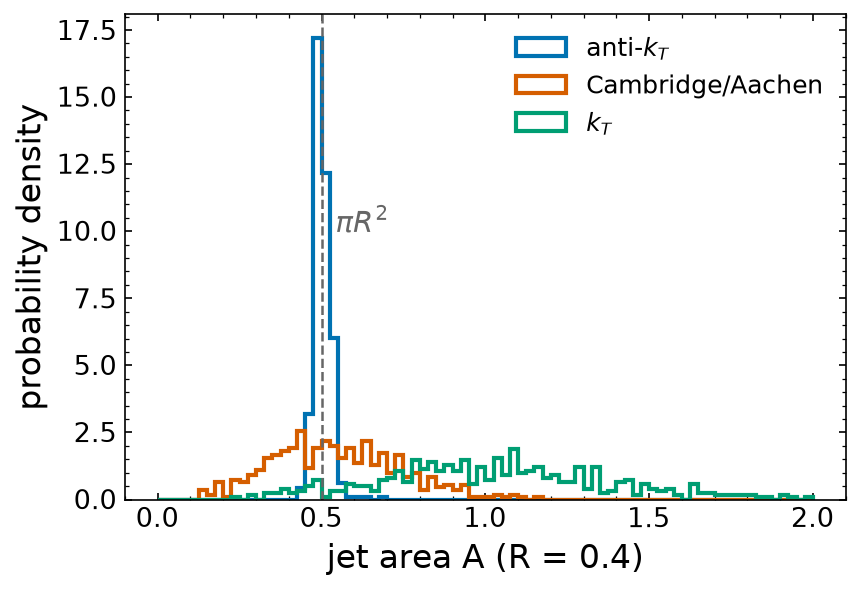 probability density
17.5
15.0
12.5
10.0
7.5
5.0
2.5
0.0
anti-k_T
Cambridge/Aachen
k_T
πR²
0.0 0.5 1.0 1.5 2.0
jet area A (R = 0.4)